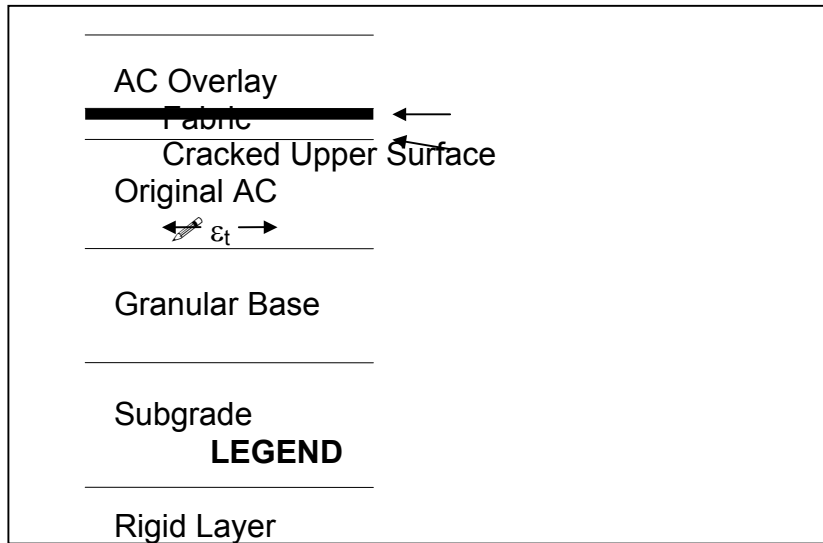 AC Overlay
Fabric
Cracked Upper Surface
Original AC
εt
Granular Base
Subgrade
LEGEND
Rigid Layer